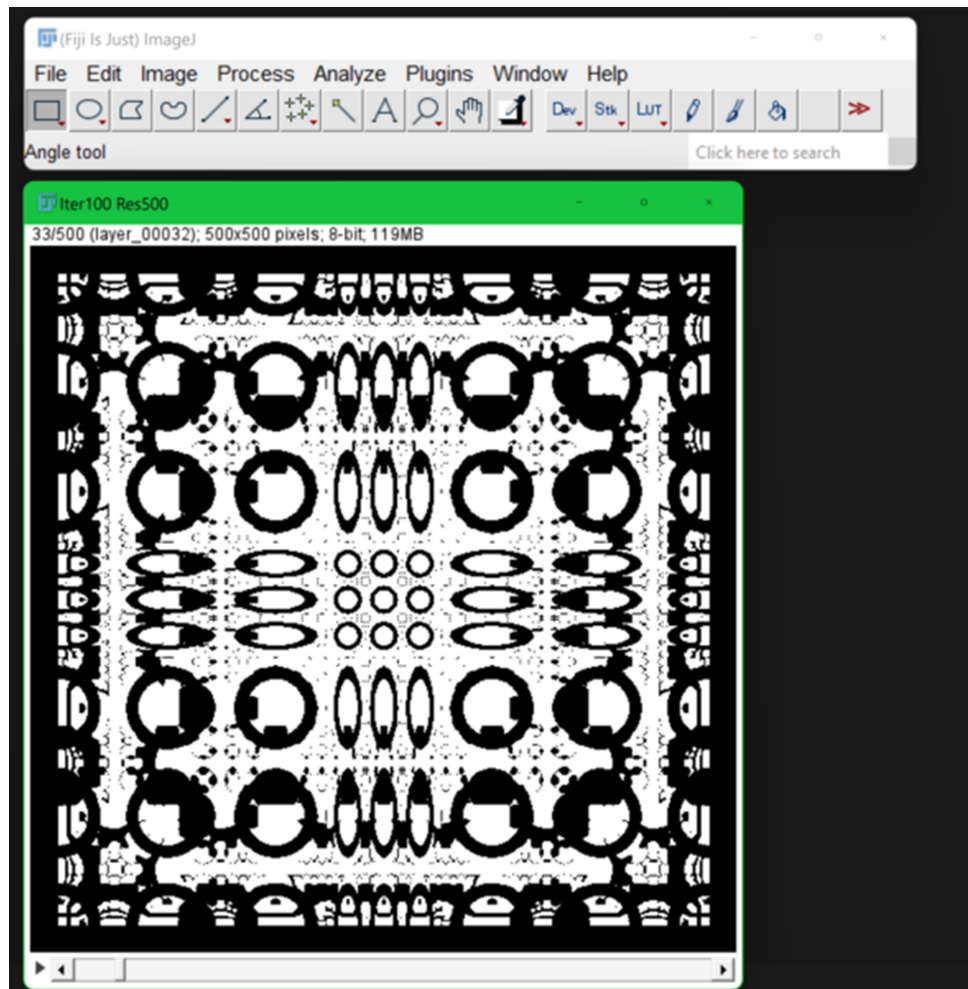 (Fiji Is Just) ImageJ
File Edit Image Process Analyze Plugins Window Help
A Dev Stk LUT
Angle tool Click here to search
Iter100 Res500
33/500 (layer_00032); 500x500 pixels; 8-bit; 119MB